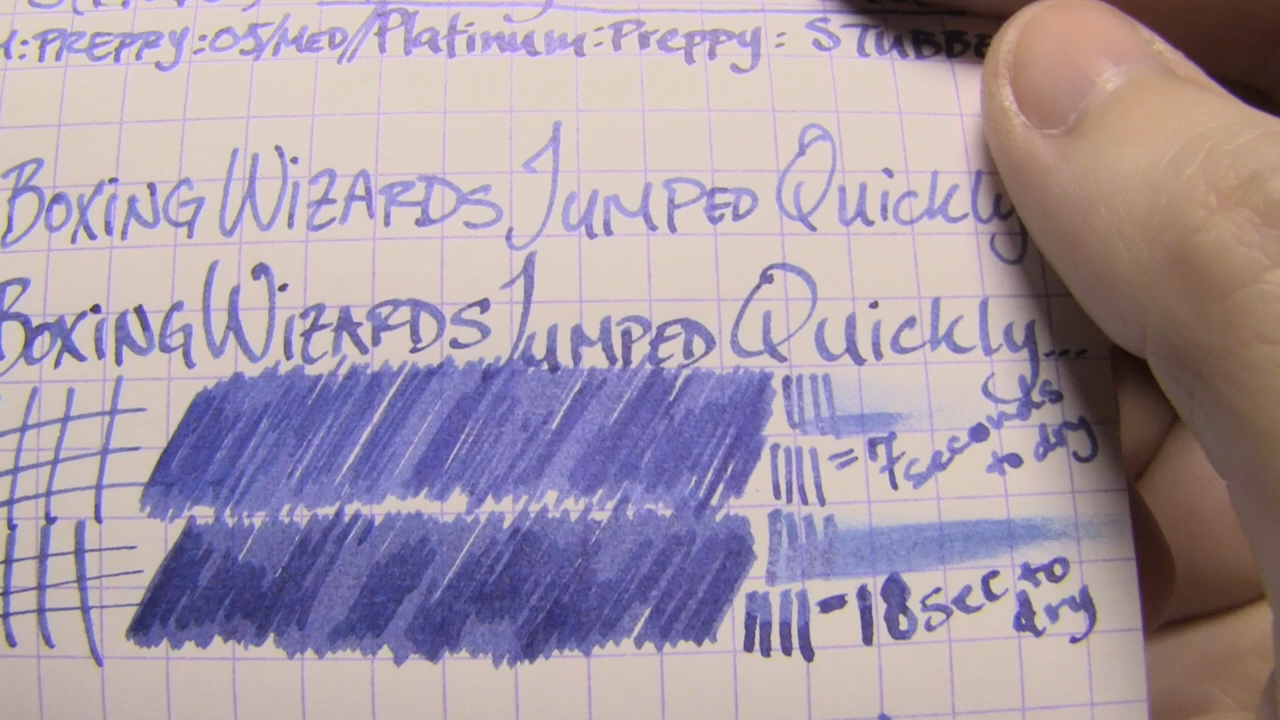 :PREPPY:05/MED//Platinum:Preppy: STUBBE
BOXING WIZARDS JUMPED Quickly
BOXING WIZARDS JUMPED Quickly...
= 7 seconds to dry
- 18 sec to dry